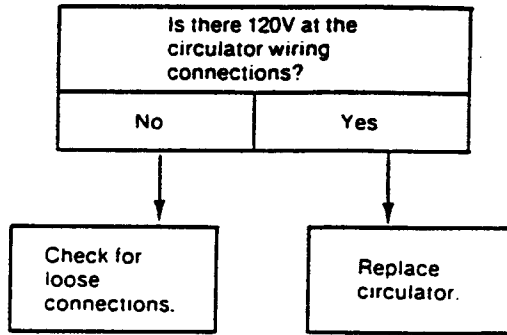 Is there 120V at the
circulator wiring
connections?
No
Yes
Check for
loose
connections.
Replace
circulator.